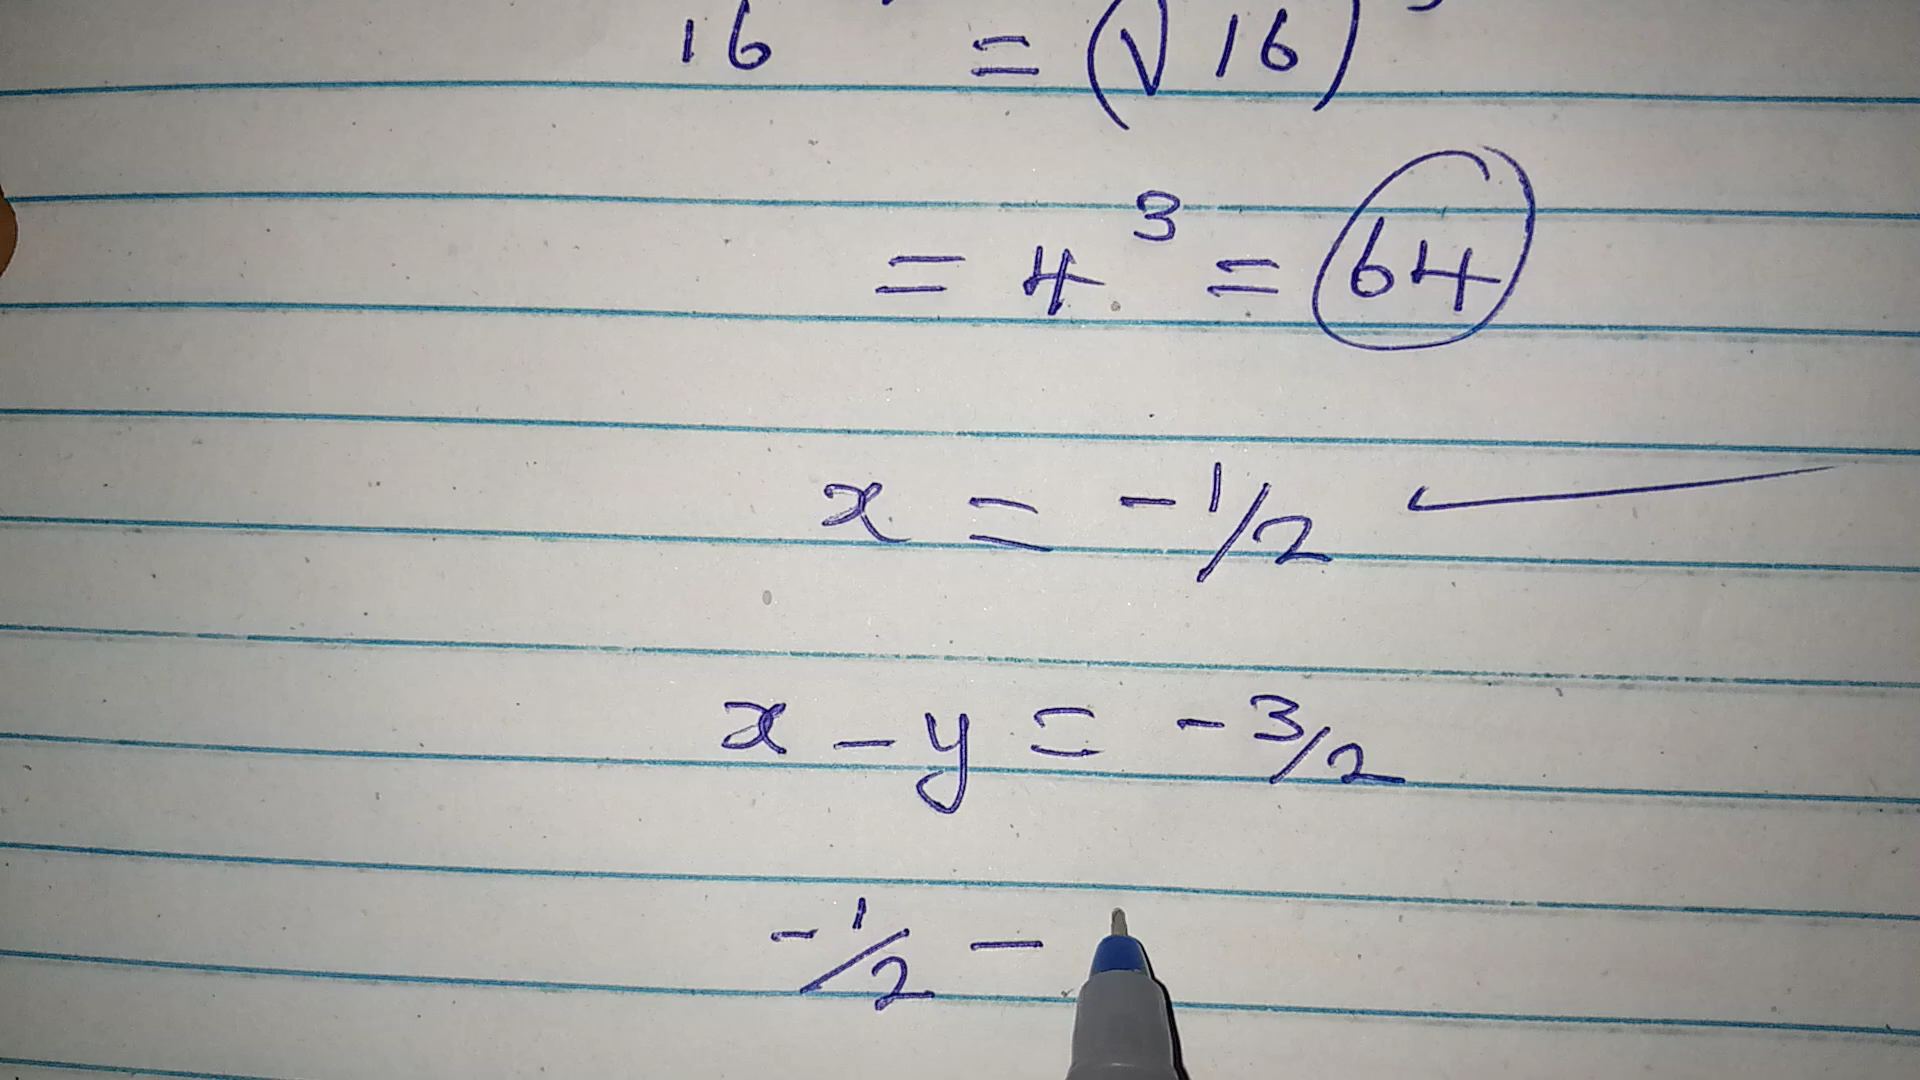 16 = (√16)
= 4³ = 64
x = -1/2
x - y = -3/2
-1/2 -